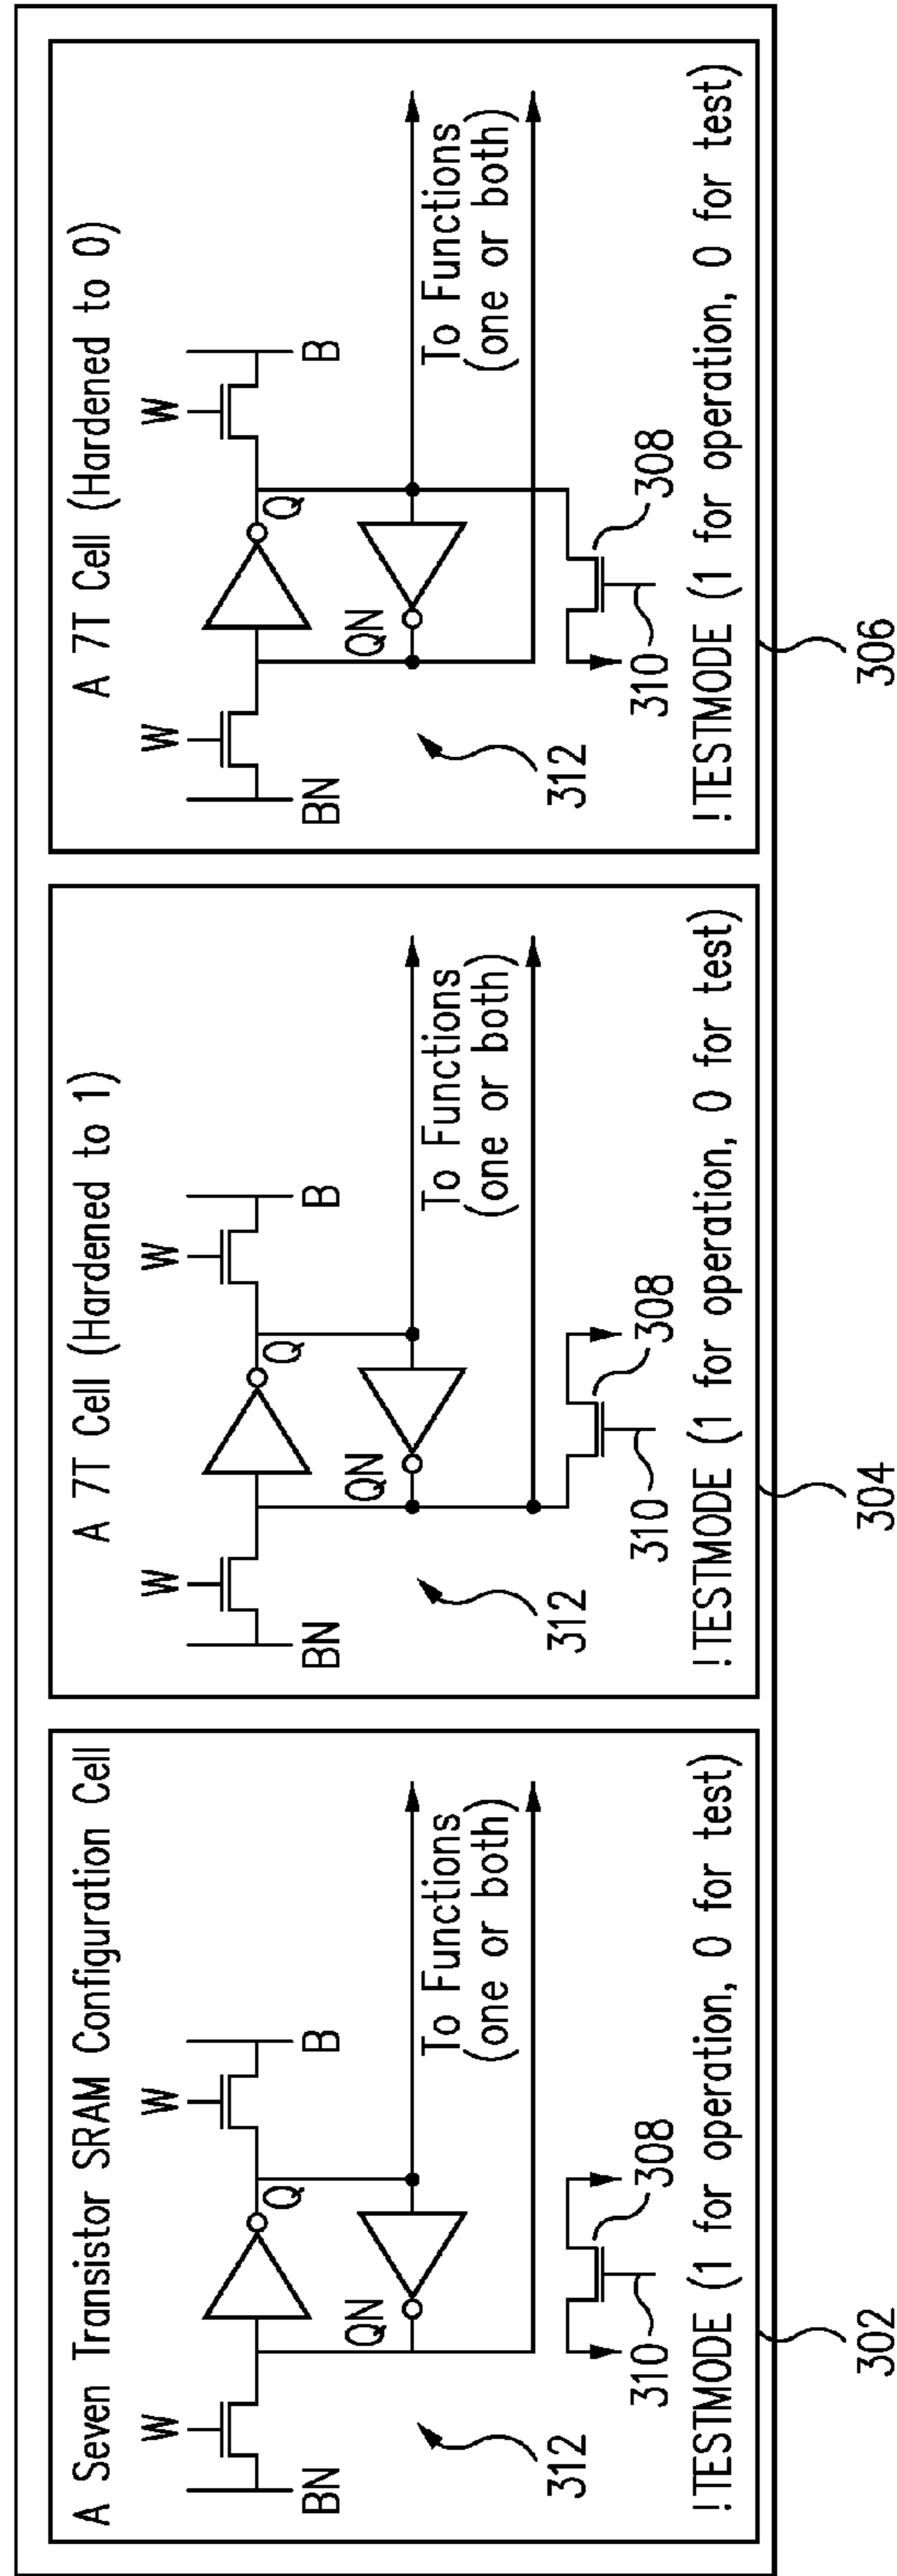 A Seven Transistor SRAM Configuration Cell
W
W
BN
Q
B
QN
To Functions
(one or both)
312
310
308
!TESTMODE (1 for operation, 0 for test)
302
A 7T Cell (Hardened to 1)
W
W
BN
Q
B
QN
To Functions
(one or both)
312
310
308
!TESTMODE (1 for operation, 0 for test)
304
A 7T Cell (Hardened to 0)
W
W
BN
Q
B
QN
To Functions
(one or both)
312
310
308
!TESTMODE (1 for operation, 0 for test)
306